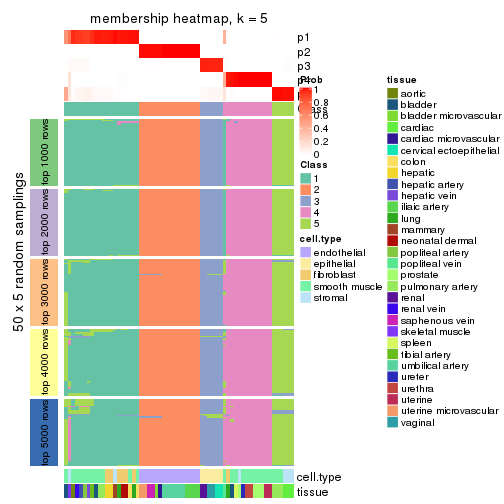 membership heatmap, k = 5
p1
p2
p3
Prob
1
0.8
0.6
0.4
0.2
0
Class
1
2
3
4
5
cell.type
endothelial
epithelial
fibroblast
smooth muscle
stromal
tissue
aortic
bladder
bladder microvascular
cardiac
cardiac microvascular
cervical ectoepithelial
colon
hepatic
hepatic artery
hepatic vein
iliaic artery
lung
mammary
neonatal dermal
popliteal artery
popliteal vein
prostate
pulmonary artery
renal
renal vein
saphenous vein
skeletal muscle
spleen
tibial artery
umbilical artery
ureter
urethra
uterine
uterine microvascular
vaginal
50 x 5 random samplings
top 1000 rows
top 2000 rows
top 3000 rows
top 4000 rows
top 5000 rows
cell.type
tissue